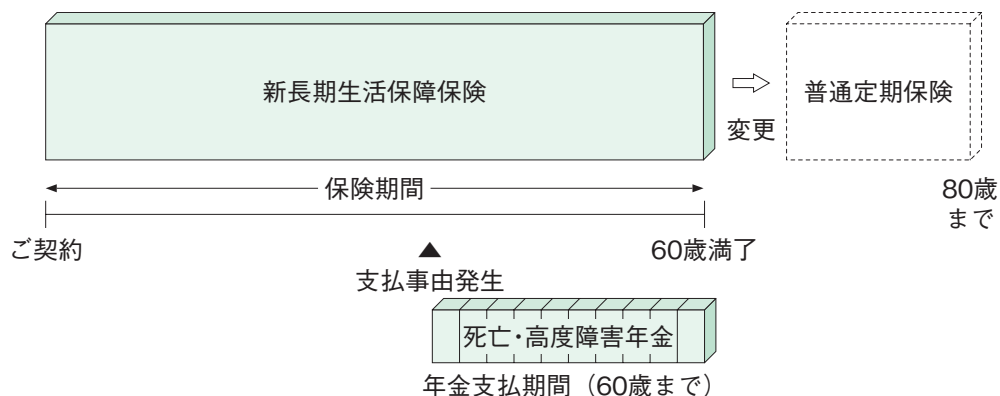 新長期生活保障保険
普通定期保険
変更
保険期間
80歳
まで
ご契約
60歳満了
▲
支払事由発生
死亡・高度障害年金
年金支払期間（60歳まで）